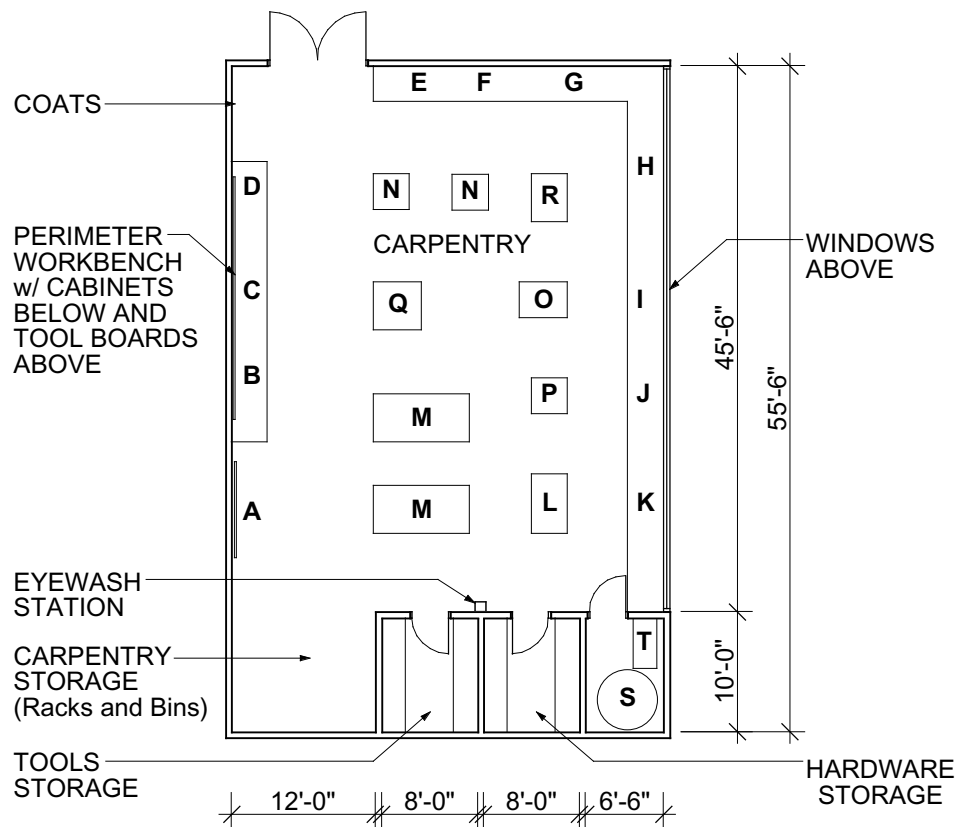 COATS
E F G
H
D
N N R
CARPENTRY
PERIMETER
WORKBENCH
w/ CABINETS
BELOW AND
TOOL BOARDS
ABOVE
WINDOWS
ABOVE
C
Q
O
I
45'-6"
55'-6"
B
M
P
J
A
M
L
K
EYEWASH
STATION
CARPENTRY
STORAGE
(Racks and Bins)
T
S
10'-0"
TOOLS
STORAGE
HARDWARE
STORAGE
12'-0" 8'-0" 8'-0" 6'-6"